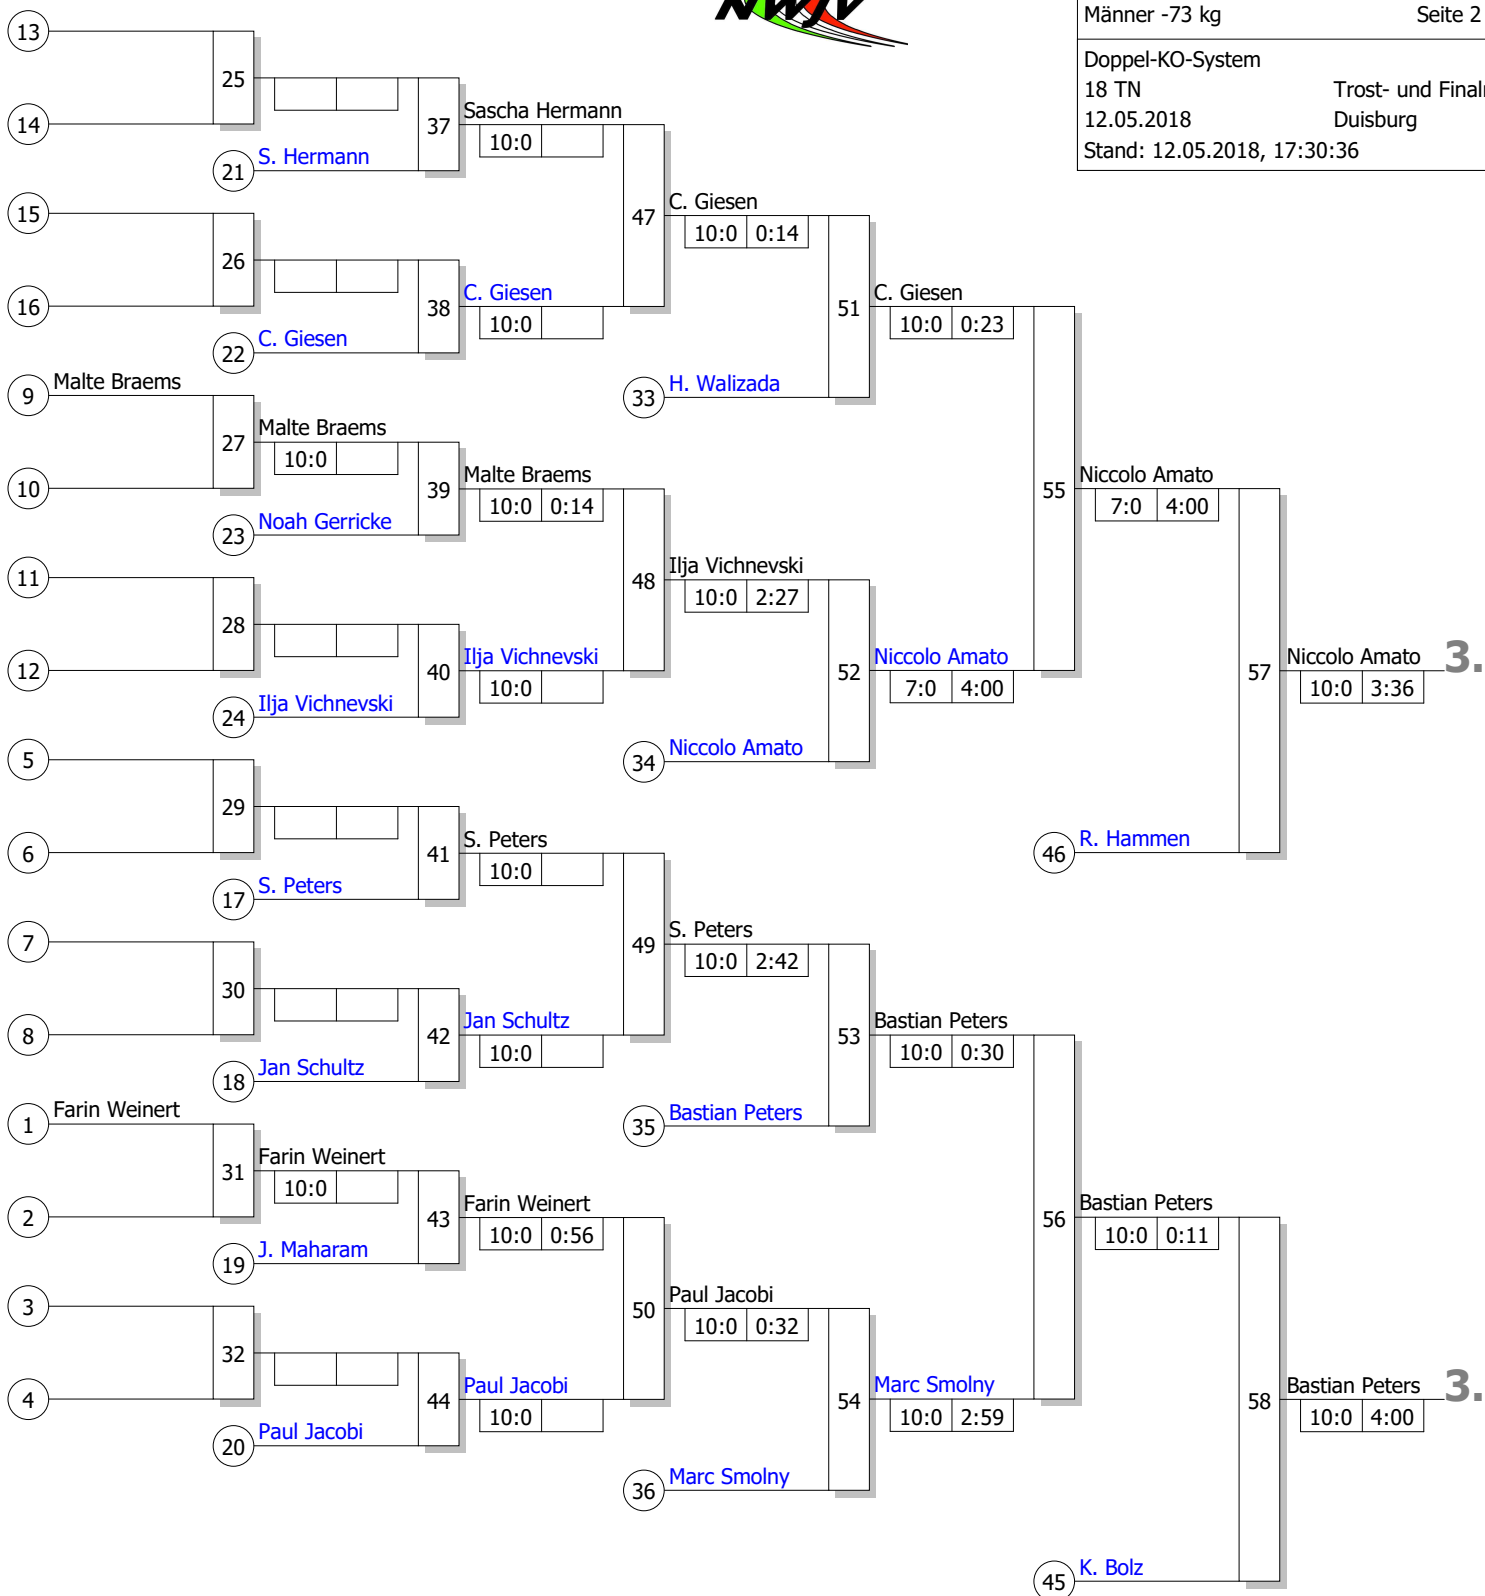 NWJV
Männer -73 kg Seite 2
Doppel-KO-System
18 TN Trost- und Finalr
12.05.2018 Duisburg
Stand: 12.05.2018, 17:30:36
13
25
14
37
Sascha Hermann
10:0
21
S. Hermann
15
47
C. Giesen
10:0 0:14
26
16
38
C. Giesen
10:0
22
C. Giesen
51
C. Giesen
10:0 0:23
33
H. Walizada
9
Malte Braems
27
Malte Braems
10:0
10
39
Malte Braems
10:0 0:14
23
Noah Gerricke
55
Niccolo Amato
7:0 4:00
11
48
Ilja Vichnevski
10:0 2:27
28
12
40
Ilja Vichnevski
10:0
24
Ilja Vichnevski
52
Niccolo Amato
7:0 4:00
34
Niccolo Amato
57
Niccolo Amato
10:0 3:36
3.
5
29
6
41
S. Peters
10:0
17
S. Peters
46
R. Hammen
7
49
S. Peters
10:0 2:42
30
8
42
Jan Schultz
10:0
18
Jan Schultz
53
Bastian Peters
10:0 0:30
35
Bastian Peters
1
Farin Weinert
31
Farin Weinert
10:0
2
43
Farin Weinert
10:0 0:56
19
J. Maharam
56
Bastian Peters
10:0 0:11
3
50
Paul Jacobi
10:0 0:32
32
4
44
Paul Jacobi
10:0
20
Paul Jacobi
54
Marc Smolny
10:0 2:59
36
Marc Smolny
58
Bastian Peters
10:0 4:00
3.
45
K. Bolz